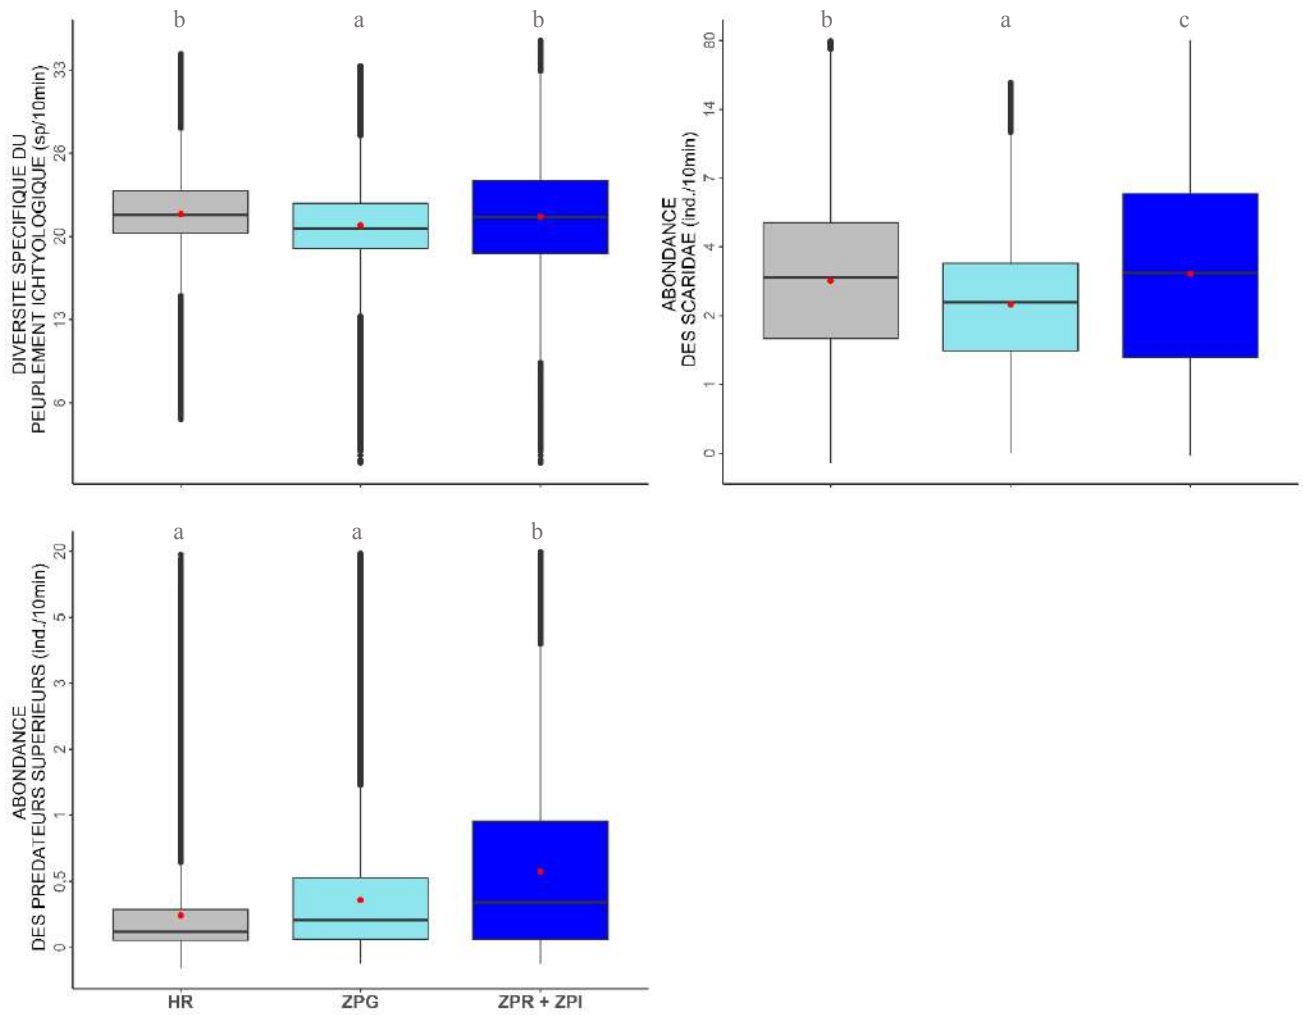 b a b
DIVERSITE SPECIFIQUE DU
PEUPLEMENT ICHTYOLOGIQUE (sp/10min)
33
26
20
13
6
b a c
ABONDANCE
DES SCARIDAE (ind./10min)
80
14
7
4
2
1
0
a a b
ABONDANCE
DES PREDATEURS SUPERIEURS (ind./10min)
20
5
3
2
1
0.5
0
HR ZPG ZPR + ZPI